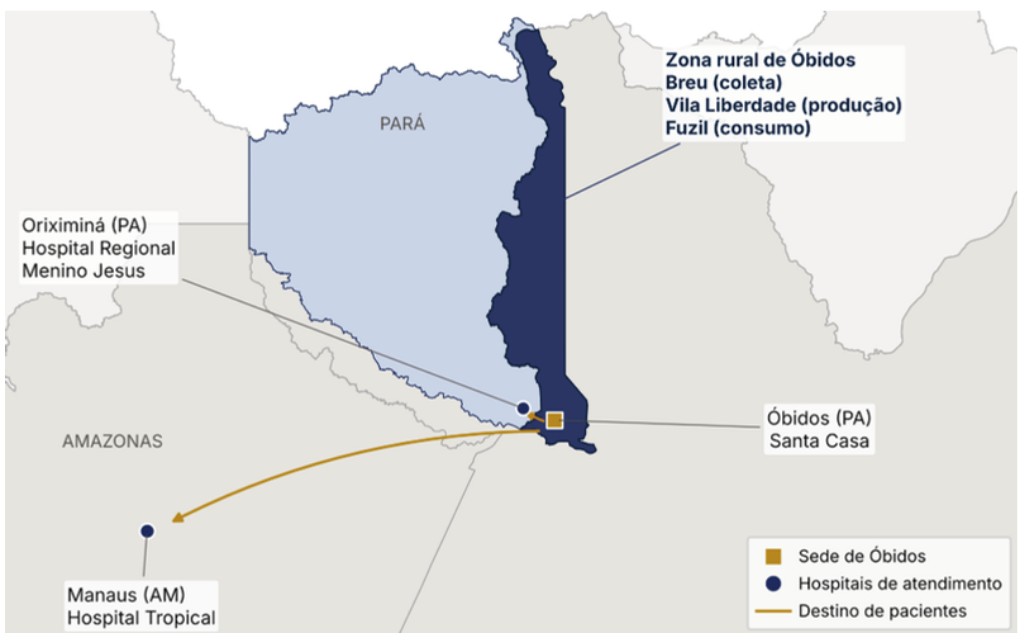 Zona rural de Óbidos
Breu (coleta)
Vila Liberdade (produção)
Fuzil (consumo)
PARÁ
Oriximiná (PA)
Hospital Regional
Menino Jesus
Óbidos (PA)
Santa Casa
AMAZONAS
Manaus (AM)
Hospital Tropical
Sede de Óbidos
Hospitais de atendimento
Destino de pacientes